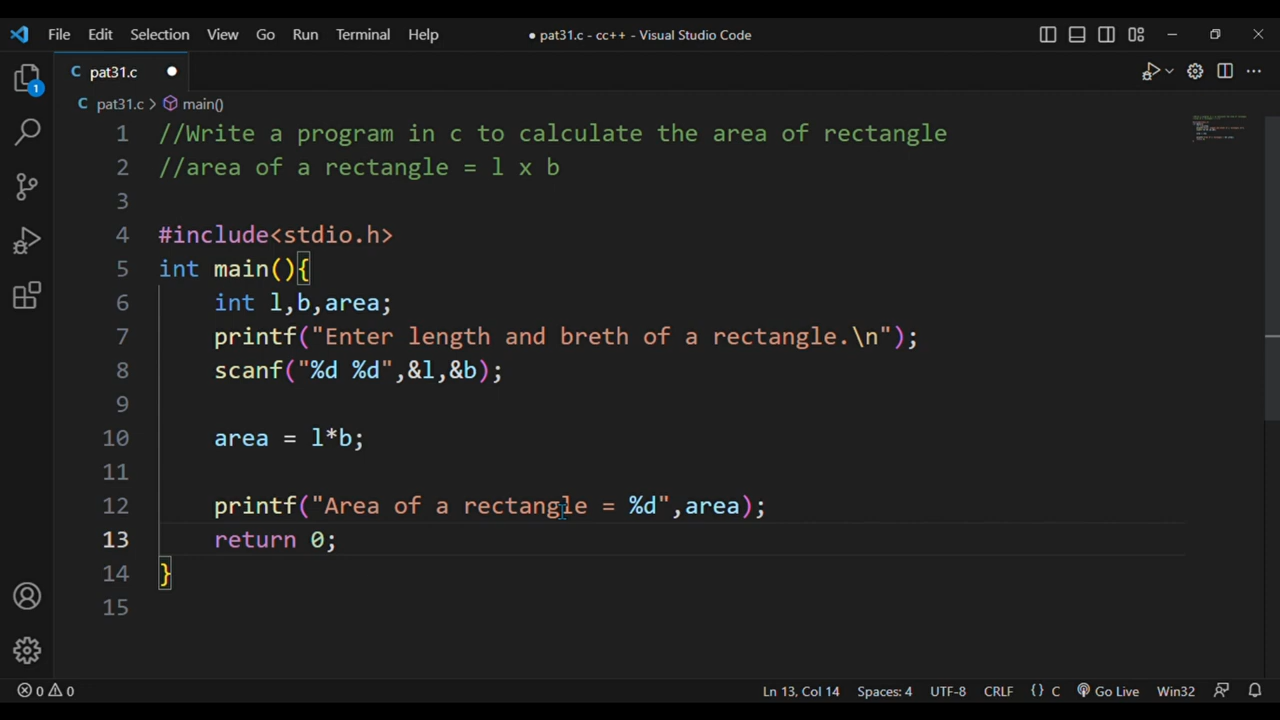 File Edit Selection View Go Run Terminal Help ● pat31.c - cc++ - Visual Studio Code
C pat31.c ●
C pat31.c > main()
1 //Write a program in c to calculate the area of rectangle
2 //area of a rectangle = l x b
3
4 #include<stdio.h>
5 int main(){
6     int l,b,area;
7     printf("Enter length and breth of a rectangle.\n");
8     scanf("%d %d",&l,&b);
9
10     area = l*b;
11
12     printf("Area of a rectangle = %d",area);
13     return 0;
14 }
15
1
0 0 Ln 13, Col 14 Spaces: 4 UTF-8 CRLF {} C Go Live Win32